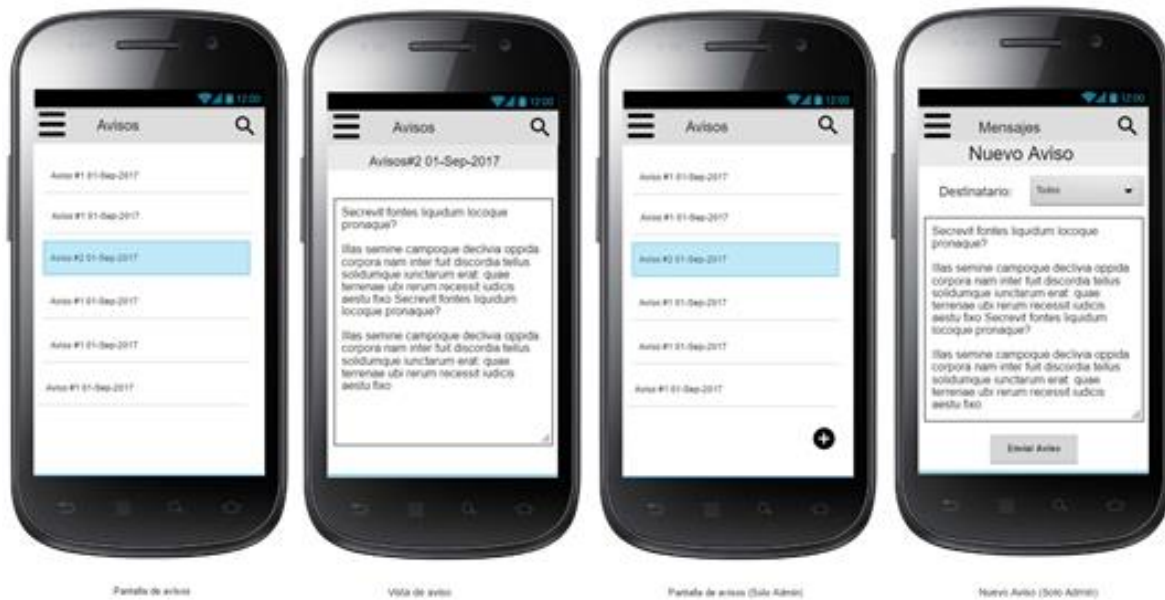 12:00
Avisos
Aviso #1 01-Sep-2017
Aviso #1 01-Sep-2017
Aviso #2 01-Sep-2017
Aviso #1 01-Sep-2017
Aviso #1 01-Sep-2017
Aviso #1 01-Sep-2017
Pantalla de avisos
12:00
Avisos
Avisos#2 01-Sep-2017
Secrevit fontes liquidum locoque
pronaque?
Illas semine campoque declivia oppida
corpora nam inter fuit discordia tellus
solidumque iunctarum erat: quae
terrenae ubi rerum recessit iudicis
aestu fixo Secrevit fontes liquidum
locoque pronaque?
Illas semine campoque declivia oppida
corpora nam inter fuit discordia tellus
solidumque iunctarum erat: quae
terrenae ubi rerum recessit iudicis
aestu fixo
Vista de aviso
12:00
Avisos
Aviso #1 01-Sep-2017
Aviso #1 01-Sep-2017
Aviso #2 01-Sep-2017
Aviso #1 01-Sep-2017
Aviso #1 01-Sep-2017
Aviso #1 01-Sep-2017
Pantalla de avisos (Solo Admin)
12:00
Mensajes
Nuevo Aviso
Destinatario: Todos
Secrevit fontes liquidum locoque
pronaque?
Illas semine campoque declivia oppida
corpora nam inter fuit discordia tellus
solidumque iunctarum erat: quae
terrenae ubi rerum recessit iudicis
aestu fixo Secrevit fontes liquidum
locoque pronaque?
Illas semine campoque declivia oppida
corpora nam inter fuit discordia tellus
solidumque iunctarum erat: quae
terrenae ubi rerum recessit iudicis
aestu fixo
Enviar Aviso
Nuevo Aviso (Solo Admin)